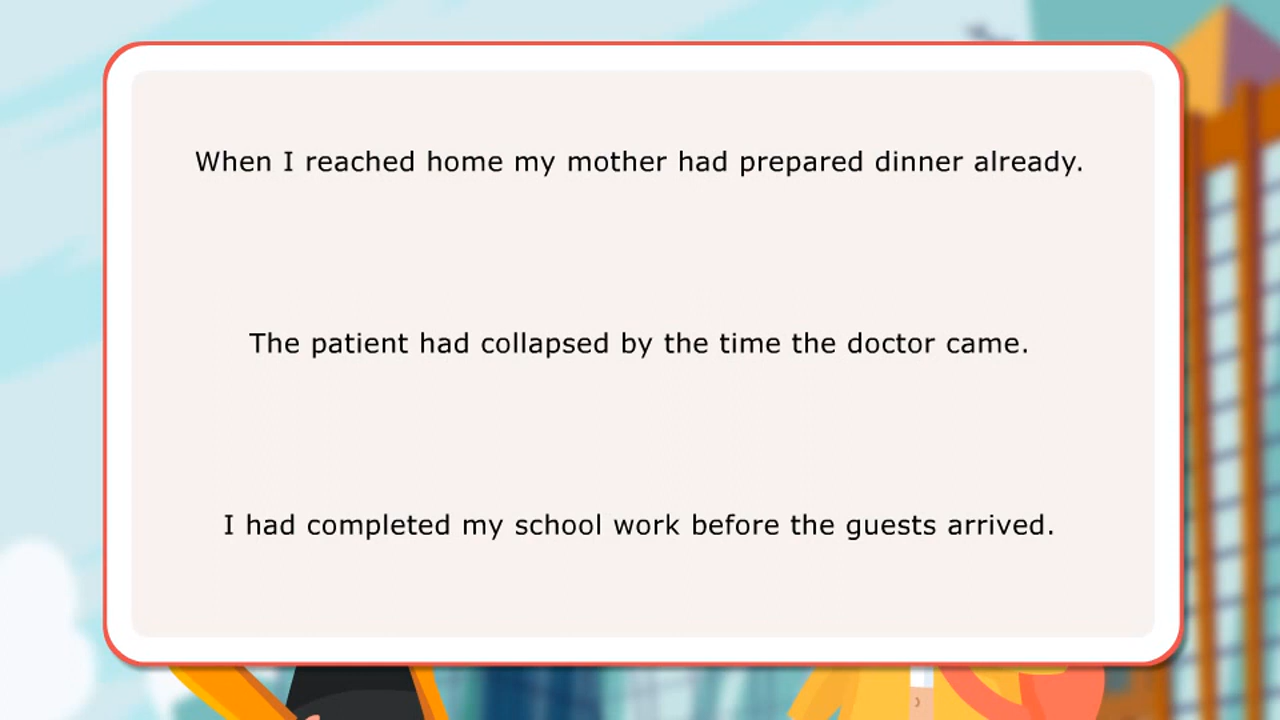 When I reached home my mother had prepared dinner already.
The patient had collapsed by the time the doctor came.
I had completed my school work before the guests arrived.